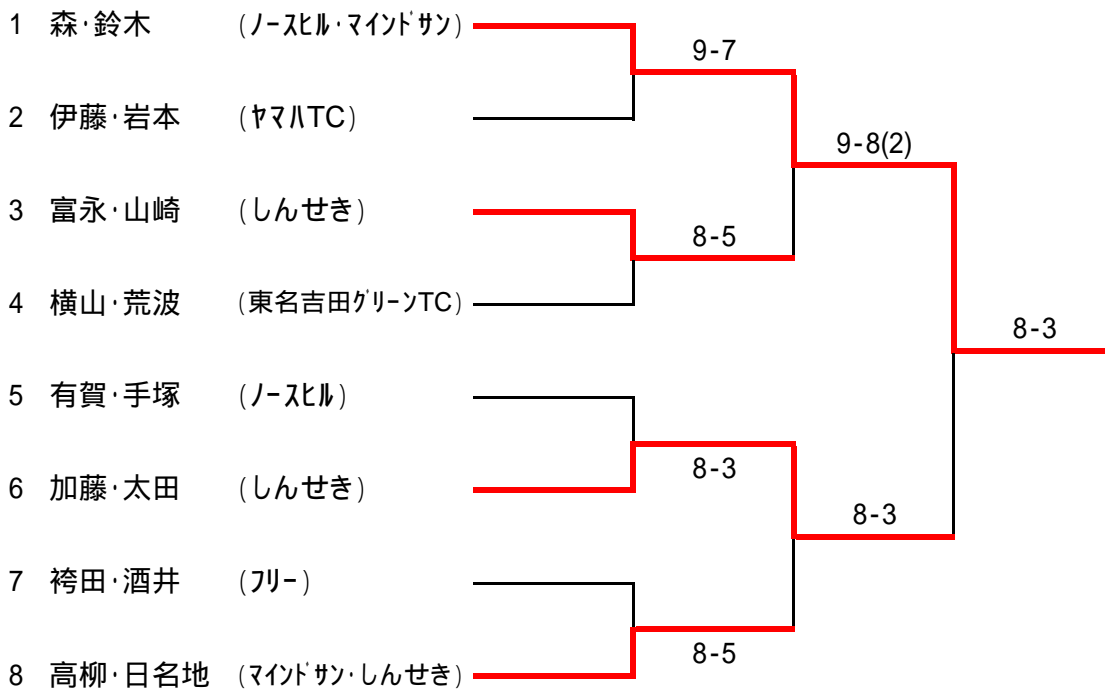 1 森･鈴木 (ﾉｰｽﾋﾙ･ﾏｲﾝﾄﾞｻﾝ)
9-7
2 伊藤･岩本 (ﾔﾏﾊTC)
9-8(2)
3 富永･山崎 (しんせき)
8-5
4 横山･荒波 (東名吉田ｸﾞﾘｰﾝTC)
8-3
5 有賀･手塚 (ﾉｰｽﾋﾙ)
8-3
6 加藤･太田 (しんせき)
8-3
7 袴田･酒井 (ﾌﾘｰ)
8-5
8 高柳･日名地 (ﾏｲﾝﾄﾞｻﾝ･しんせき)